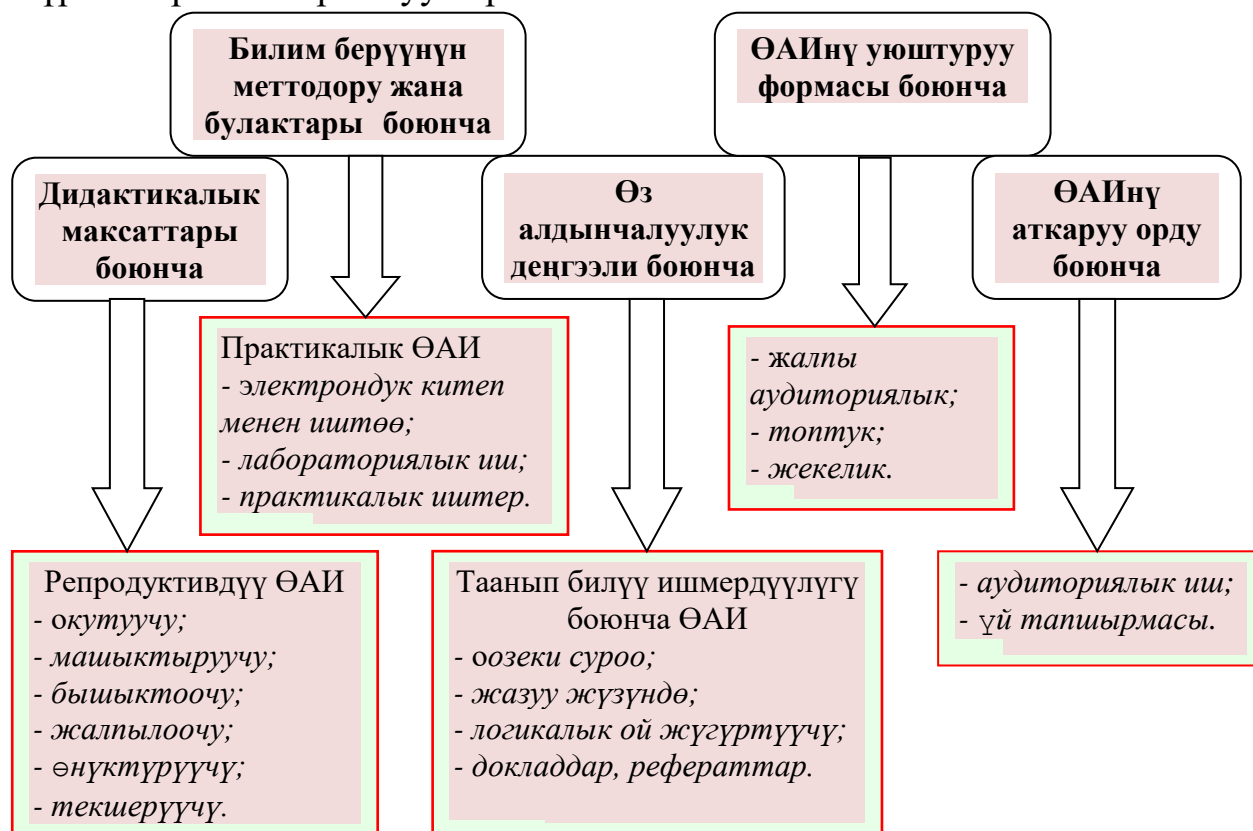 Билим берүүнүн
меттодору жана
булактары боюнча
ӨАИнү уюштуруу
формасы боюнча
Дидактикалык
максаттары
боюнча
Өз
алдынчалуулук
деңгээли боюнча
ӨАИнү
аткаруу орду
боюнча
Практикалык ӨАИ
- электрондук китеп
менен иштөө;
- лабораториялык иш;
- практикалык иштер.
- жалпы
аудиториялык;
- топтук;
- жекелик.
Репродуктивдүү ӨАИ
- окутуучу;
- машыктыруучу;
- бышыктоочу;
- жалпылоочу;
- өнүктүрүүчү;
- текшерүүчү.
Таанып билүү ишмердүүлүгү
боюнча ӨАИ
- оозеки суроо;
- жазуу жүзүндө;
- логикалык ой жүгүртүүчү;
- докладдар, рефераттар.
- аудиториялык иш;
- үй тапшырмасы.